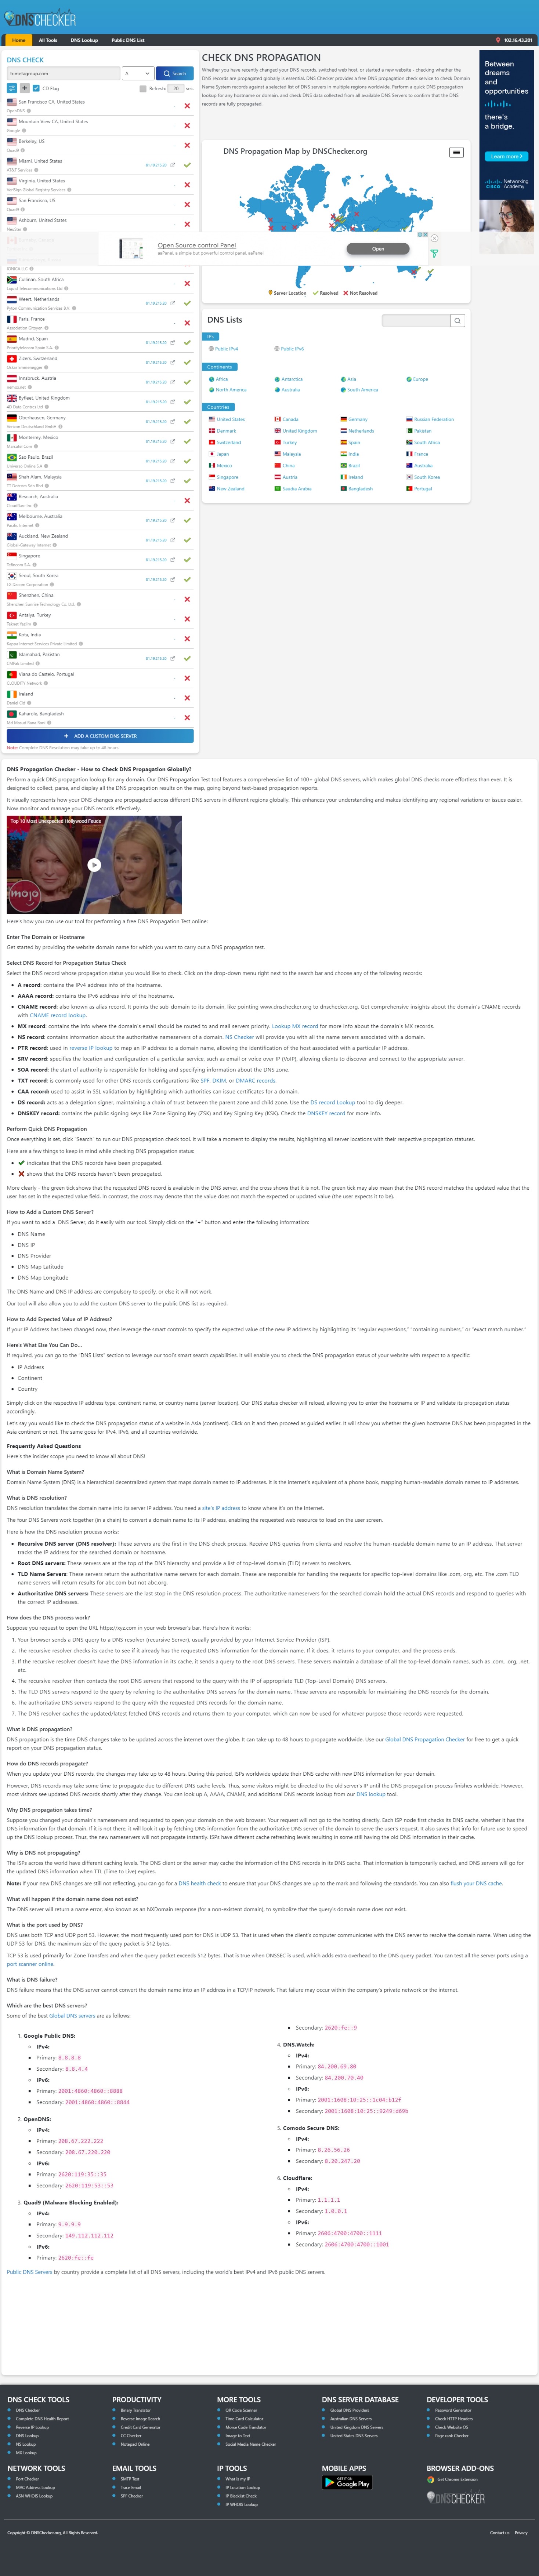 DNSCHECKER
Home
All Tools
DNS Lookup
Public DNS List
102.16.43.201
DNS CHECK
trimatagroup.com
A
Search
CD Flag
Refresh
20
sec.
San Francisco CA, United States
OpenDNS
Mountain View CA, United States
Google
Berkeley, US
Quad9
Miami, United States
AT&T Services
Virginia, United States
VeriSign Global Registry Services
San Francisco, US
Quad9
Ashburn, United States
NeuStar
IONICA LLC
Cullinan, South Africa
Liquid Telecommunications Ltd
Weert, Netherlands
Pyton Communication Services B.V.
Paris, France
Association Gitoyen
Madrid, Spain
Prioritytelecom Spain S.A.
Zizers, Switzerland
Oskar Emmenegger
Innsbruck, Austria
nemox.net
Byfleet, United Kingdom
4D Data Centres Ltd
Oberhausen, Germany
Verizon Deutschland GmbH
Monterrey, Mexico
Marcatel Com
Sao Paulo, Brazil
Universo Online S.A
Shah Alam, Malaysia
TTDotcom Sdn Bhd
Research, Australia
Cloudflare Inc
Melbourne, Australia
Pacific Internet
Auckland, New Zealand
Global-Gateway Internet
Singapore
Tefincom S.A.
Seoul, South Korea
LG Dacom Corporation
Shenzhen, China
Antalya, Turkey
Teknet Yazlim
Kota, India
Kappa Internet Services Private Limited
Islamabad, Pakistan
CMPak Limited
Viana do Castelo, Portugal
CLOUDITY Network
Ireland
Daniel Cid
Kaharole, Bangladesh
Md Masud Rana Roni
ADD A CUSTOM DNS SERVER
Note: Complete DNS Resolution may take up to 48 hours.
CHECK DNS PROPAGATION
Whether you have recently changed your DNS records, switched web host, or started a new website - checking whether the
DNS records are propagated globally is essential. DNS Checker provides a free DNS propagation check service to check Domain
Name System records against a selected list of DNS servers in multiple regions worldwide. Perform a quick DNS propagation
lookup for any hostname or domain, and check DNS data collected from all available DNS Servers to confirm that the DNS
records are fully propagated.
DNS Propagation Map by DNSChecker.org
Open Source control Panel
aaPanel, a simple but powerful control panel, aaPanel
Open
Server Location
Resolved
Not Resolved
Between
dreams
and
opportunities
there's
a bridge.
Learn more >
CISCO
Networking
Academy
DNS Lists
IPs
Public IPv4
Public IPv6
Continents
Africa
Antarctica
Asia
Europe
North America
Australia
South America
Countries
United States
Canada
Germany
Russian Federation
Denmark
United Kingdom
Netherlands
Pakistan
Switzerland
Turkey
Spain
South Africa
Japan
Malaysia
India
France
Mexico
China
Brazil
Australia
Singapore
Austria
Ireland
South Korea
New Zealand
Saudia Arabia
Bangladesh
Portugal
DNS Propagation Checker - How to Check DNS Propagation Globally?
Perform a quick DNS propagation lookup for any domain. Our DNS Propagation Test tool features a comprehensive list of 100+ global DNS servers, which makes global DNS checks more effortless than ever. It is
designed to collect, parse, and display all the DNS propagation results on the map, going beyond text-based propagation reports.
It visually represents how your DNS changes are propagated across different DNS servers in different regions globally. This enhances your understanding and makes identifying any regional variations or issues easier.
Now monitor and manage your DNS records effectively.
Top 10 Most Unexpected Hollywood Feuds
mojo
Here's how you can use our tool for performing a free DNS Propagation Test online:
Enter The Domain or Hostname
Get started by providing the website domain name for which you want to carry out a DNS propagation test.
Select DNS Record for Propagation Status Check
Select the DNS record whose propagation status you would like to check. Click on the drop-down menu right next to the search bar and choose any of the following records:
A record: contains the IPv4 address info of the hostname.
AAAA record: contains the IPv6 address info of the hostname.
CNAME record: also known as alias record. It points the sub-domain to its domain, like pointing www.dnschecker.org to dnschecker.org. Get comprehensive insights about the domain's CNAME records
with CNAME record lookup.
MX record: contains the info where the domain's email should be routed to and mail servers priority. Lookup MX record for more info about the domain's MX records.
NS record: contains information about the authoritative nameservers of a domain. NS Checker will provide you with all the name servers associated with a domain.
PTR record: used in reverse IP lookup to map an IP address to a domain name, allowing the identification of the host associated with a particular IP address.
SRV record: specifies the location and configuration of a particular service, such as email or voice over IP (VoIP), allowing clients to discover and connect to the appropriate server.
SOA record: the start of authority is responsible for holding and specifying information about the DNS zone.
TXT record: is commonly used for other DNS records configurations like SPF, DKIM, or DMARC records.
CAA record: used to assist in SSL validation by highlighting which authorities can issue certificates for a domain.
DS record: acts as a delegation signer, maintaining a chain of trust between the parent zone and child zone. Use the DS record Lookup tool to dig deeper.
DNSKEY record: contains the public signing keys like Zone Signing Key (ZSK) and Key Signing Key (KSK). Check the DNSKEY record for more info.
Perform Quick DNS Propagation
Once everything is set, click "Search" to run our DNS propagation test tool. It will take a moment to display the results, highlighting all server locations with their respective propagation statuses.
Here are a few things to keep in mind while checking DNS propagation status:
indicates that the DNS records have been propagated.
shows that the DNS records haven't propagated.
More clearly - the green tick shows that the requested DNS record is available in the DNS server, and the cross shows that it is not. The green tick may also mean that the DNS record matches the updated value that the
user has set in the expected value field. In contrast, the cross may denote that the value does not match the expected or updated value (the user expects it to be).
How to Add a Custom DNS Server?
If you want to add a DNS Server, do it easily with our tool. Simply click on the "+" button and enter the following information:
DNS Name
DNS IP
DNS Provider
DNS Map Latitude
DNS Map Longitude
The DNS Name and DNS IP address are compulsory to specify, or else it will not work.
Our tool will also allow you to add the custom DNS server to the public DNS list as required.
How to Add Expected Value of IP Address?
If your IP Address has been changed now, then leverage the smart controls to specify the expected value of the new IP address by highlighting its "regular expressions," "containing numbers," or "exact match number."
Here's What Else You Can Do...
If required, you can go to the "DNS Lists" section to leverage our tool's smart search capabilities. It will enable you to check the DNS propagation status of your website with respect to a specific:
IP Address
Continent
Country
Simply click on the respective IP address type, continent name, or country name (server location). Our DNS status checker will reload, allowing you to enter the hostname or IP and validate its propagation status
accordingly.
Let's say you would like to check the DNS propagation status of a website in Asia (continent). Click on it and then proceed as guided earlier. It will show you whether the given hostname DNS propagation has been propagated in the
Asia continent or not. The same goes for IPv4, IPv6, and all countries worldwide.
Frequently Asked Questions
Here's the insider scoop you need to know all about DNS!
What is Domain Name System?
Domain Name System (DNS) is a hierarchical decentralized system that maps domain names to IP addresses. It is the internet's equivalent of a phone book, mapping human-readable domain names to IP addresses.
What is DNS resolution?
DNS resolution translates the domain name into its server IP address. You need a site's IP address to know where it's on the Internet.
The four DNS Servers work together (in a chain) to convert a domain name to its IP address, enabling the requested web resource to load on the user screen.
Here is how the DNS resolution process works:
Recursive DNS server (DNS resolver): These servers are the first in the DNS check process. Receive DNS queries from clients and resolve the human-readable domain name to an IP address. That server
tracks the IP address for the searched domain or hostname.
Root DNS servers: These servers are at the top of the DNS hierarchy and provide a list of top-level domain (TLD) servers to resolvers.
TLD Name Servers: These servers return the authoritative name servers for each domain. These are responsible for handling the requests for specific top-level domains like .com, org, etc. The .com TLD
name servers will return results for abc.com but not abc.org.
Authoritative DNS servers: These servers are the last stop in the DNS resolution process. The authoritative nameservers for the searched domain hold the actual DNS records and respond to queries with
the correct IP addresses.
How does the DNS process work?
Suppose you request to open the URL https://xyz.com in your web browser's bar. Here's how it works:
1. Your browser sends a DNS query to a DNS resolver (recursive server), usually provided by your Internet Service Provider (ISP).
2. The recursive resolver checks its cache to see if it already has the requested DNS information for the domain name. If it does, it returns to your computer, and the process ends.
3. If the recursive resolver doesn't have the DNS information in its cache, it sends a query to the root DNS servers. These servers maintain a database of all the top-level domain names, such as .com, .org, .net,
etc.
4. The recursive resolver then contacts the root DNS servers that respond to the query with the IP of appropriate TLD (Top-Level Domain) DNS servers.
5. The TLD DNS servers respond to the query with the authoritative DNS servers for the domain name. These servers are responsible for maintaining the DNS records for the domain.
6. The authoritative DNS servers respond to the query with the requested DNS records for the domain name.
7. The DNS resolver caches the updated/latest fetched DNS records and returns them to your computer, which can now be used for whatever purpose those records were requested.
What is DNS propagation?
DNS propagation is the time DNS changes take to be updated across the internet over the globe. It can take up to 48 hours to propagate worldwide. Use our Global DNS Propagation Checker for free to get a quick
report on your DNS propagation status.
How do DNS records propagate?
When you update your DNS records, the changes may take up to 48 hours. During this period, ISPs worldwide update their DNS cache with new DNS information for your domain.
However, DNS records may take some time to propagate due to different DNS cache levels. Thus, some visitors might be directed to the old server's IP until the DNS propagation process finishes worldwide. However,
most visitors see updated DNS records shortly after they change. You can look up A, AAAA, CNAME, and additional DNS records lookup from our DNS lookup tool.
Why DNS propagation takes time?
Suppose you changed your domain's nameserver and requested to open your domain on the web browser. Your request will not go to the hosting directly. Each ISP node first checks its DNS cache, whether it has the
DNS information for that domain. If it is not there, it will look it up by fetching DNS information from the DNS tree to give it to the user who requested it. It also saves that info for future use to speed
up the DNS lookup process. Thus, the new nameservers will not propagate instantly. ISPs have different cache refreshing levels resulting in some still having the old DNS information in their cache.
Why is DNS not propagating?
The ISPs across the world have different caching levels. The DNS client or the server may cache the information of the DNS records in its DNS cache. That information is temporarily cached, and DNS servers will go for
the updated DNS information when TTL (Time to Live) expires.
Note: If your new DNS changes are still not reflecting, you can go for a DNS health check to ensure that your DNS changes are up to the mark and following the standards. You can also flush your DNS cache.
What will happen if the domain name does not exist?
The DNS server will return a name error, also known as an NXDomain response (for a non-existent domain), to symbolize that the query's domain name does not exist.
What is the port used by DNS?
DNS uses both TCP and UDP port 53. However, the most frequently used port for DNS is UDP 53. That is used when the client's computer communicates with the DNS server to resolve the domain name. When using the
UDP 53 for DNS, the maximum size of the query packet is 512 bytes.
TCP 53 is used primarily for Zone Transfers and when the query packet exceeds 512 bytes. That is true when DNSSEC is used, which adds extra overhead to the DNS query packet. You can test all the server ports using a
port scanner online.
What is DNS failure?
DNS failure means that the DNS server cannot convert the domain name into an IP address in a TCP/IP network. That failure may occur within the company's private network or the internet.
Which are the best DNS servers?
Some of the best Global DNS servers are as follows:
1. Google Public DNS:
IPv4:
Primary: 8.8.8.8
Secondary: 8.8.4.4
IPv6:
Primary: 2001:4860:4860::8888
Secondary: 2001:4860:4860::8844
2. OpenDNS:
IPv4:
Primary: 208.67.222.222
Secondary: 208.67.220.220
IPv6:
Primary: 2620:119:35::35
Secondary: 2620:119:53::53
3. Quad9 (Malware Blocking Enabled):
IPv4:
Primary: 9.9.9.9
Secondary: 149.112.112.112
IPv6:
Primary: 2620:fe::fe
Secondary: 2620:fe::9
4. DNS.Watch:
IPv4:
Primary: 84.200.69.80
Secondary: 84.200.70.40
IPv6:
Primary: 2001:1608:10:25::1c04:b12f
Secondary: 2001:1608:10:25::9249:d69b
5. Comodo Secure DNS:
IPv4:
Primary: 8.26.56.26
Secondary: 8.20.247.20
6. Cloudflare:
IPv4:
Primary: 1.1.1.1
Secondary: 1.0.0.1
IPv6:
Primary: 2606:4700:4700::1111
Secondary: 2606:4700:4700::1001
Public DNS Servers by country provide a complete list of all DNS servers, including the world's best IPv4 and IPv6 public DNS servers.
DNS CHECK TOOLS
DNS Checker
Complete DNS Health Report
Reverse IP Lookup
DNS Lookup
NS Lookup
MX Lookup
PRODUCTIVITY
Binary Translator
Reverse Image Search
Credit Card Generator
CC Checker
Notepad Online
MORE TOOLS
QR Code Scanner
Time Card Calculator
Morse Code Translator
Image to Text
Social Media Name Checker
DNS SERVER DATABASE
Global DNS Providers
Australian DNS Servers
United Kingdom DNS Servers
United States DNS Servers
DEVELOPER TOOLS
Password Generator
Check HTTP Headers
Check Website OS
Page rank Checker
NETWORK TOOLS
Port Checker
MAC Address Lookup
ASN WHOIS Lookup
EMAIL TOOLS
SMTP Test
Trace Email
SPF Checker
IP TOOLS
What is my IP
IP Location Lookup
IP Blacklist Check
IP WHOIS Lookup
MOBILE APPS
GET IT ON
Google Play
BROWSER ADD-ONS
Get Chrome Extension
DNSCHECKER
Copyright © DNSChecker.org, All Rights Reserved.
Contact us
Privacy